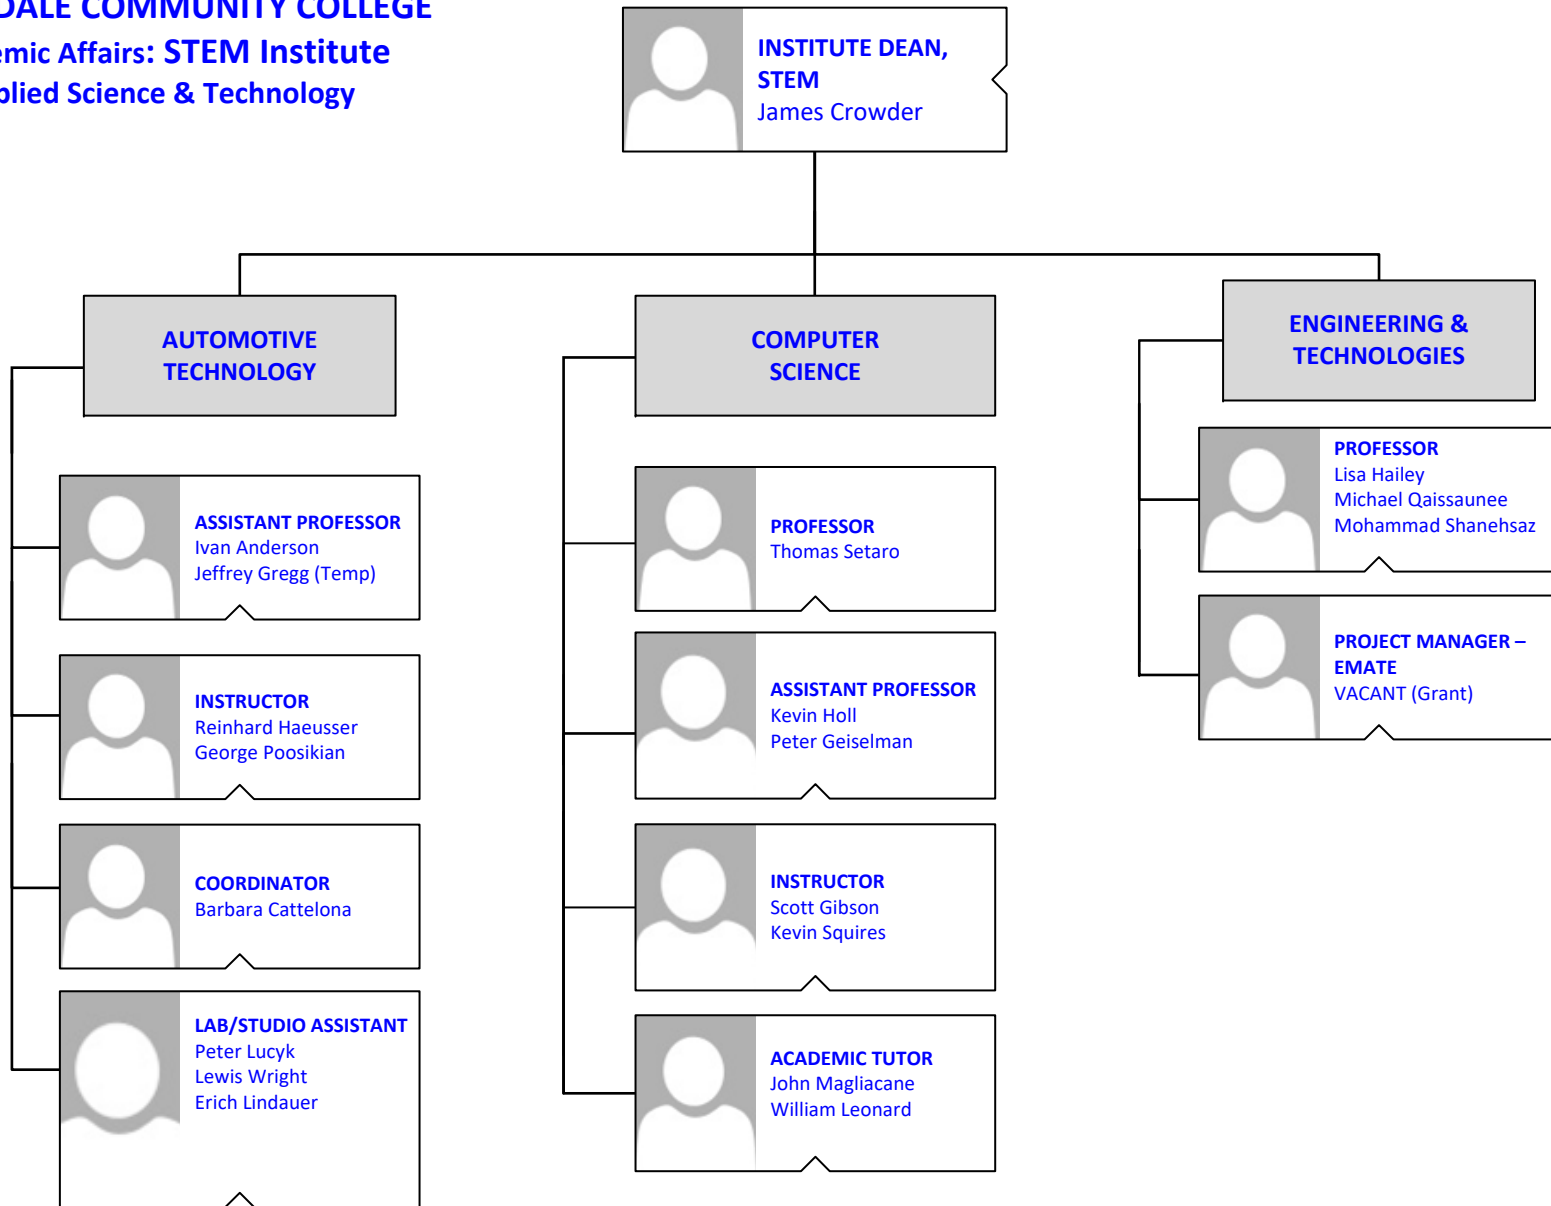 DALE COMMUNITY COLLEGE
emic Affairs: STEM Institute
plied Science & Technology
INSTITUTE DEAN,
STEM
James Crowder
AUTOMOTIVE
TECHNOLOGY
ASSISTANT PROFESSOR
Ivan Anderson
Jeffrey Gregg (Temp)
INSTRUCTOR
Reinhard Haeusser
George Poosikian
COORDINATOR
Barbara Cattelona
LAB/STUDIO ASSISTANT
Peter Lucyk
Lewis Wright
Erich Lindauer
COMPUTER
SCIENCE
PROFESSOR
Thomas Setaro
ASSISTANT PROFESSOR
Kevin Holl
Peter Geiselman
INSTRUCTOR
Scott Gibson
Kevin Squires
ACADEMIC TUTOR
John Magliacane
William Leonard
ENGINEERING &
TECHNOLOGIES
PROFESSOR
Lisa Hailey
Michael Qaissaunee
Mohammad Shanehsaz
PROJECT MANAGER –
EMATE
VACANT (Grant)